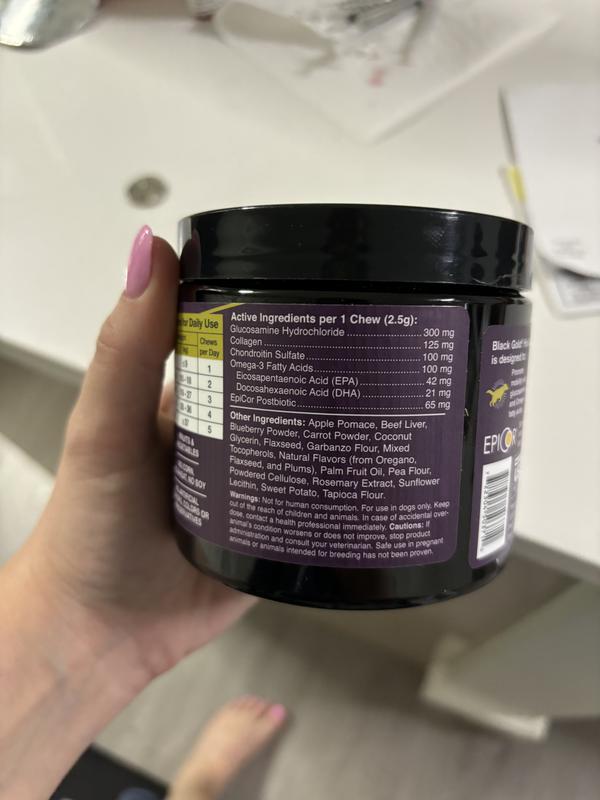 for Daily Use
Chews
per Day
1
2
3
4
5
Active Ingredients per 1 Chew (2.5g):
Glucosamine Hydrochloride 300 mg
Collagen 125 mg
Chondroitin Sulfate 100 mg
Omega-3 Fatty Acids 100 mg
Eicosapentaenoic Acid (EPA) 42 mg
Docosahexaenoic Acid (DHA) 21 mg
EpiCor Postbiotic 65 mg
Other Ingredients: Apple Pomace, Beef Liver,
Blueberry Powder, Carrot Powder, Coconut
Glycerin, Flaxseed, Garbanzo Flour, Mixed
Tocopherols, Natural Flavors (from Oregano,
Flaxseed, and Plums), Palm Fruit Oil, Pea Flour,
Powdered Cellulose, Rosemary Extract, Sunflower
Lecithin, Sweet Potato, Tapioca Flour.
Warnings: Not for human consumption. For use in dogs only. Keep
out of the reach of children and animals. In case of accidental over-
dose, contact a health professional immediately. Cautions: If
animal's condition worsens or does not improve, stop product
administration and consult your veterinarian. Safe use in pregnant
animals or animals intended for breeding has not been proven.
Black Gold
is designed
EPICOR